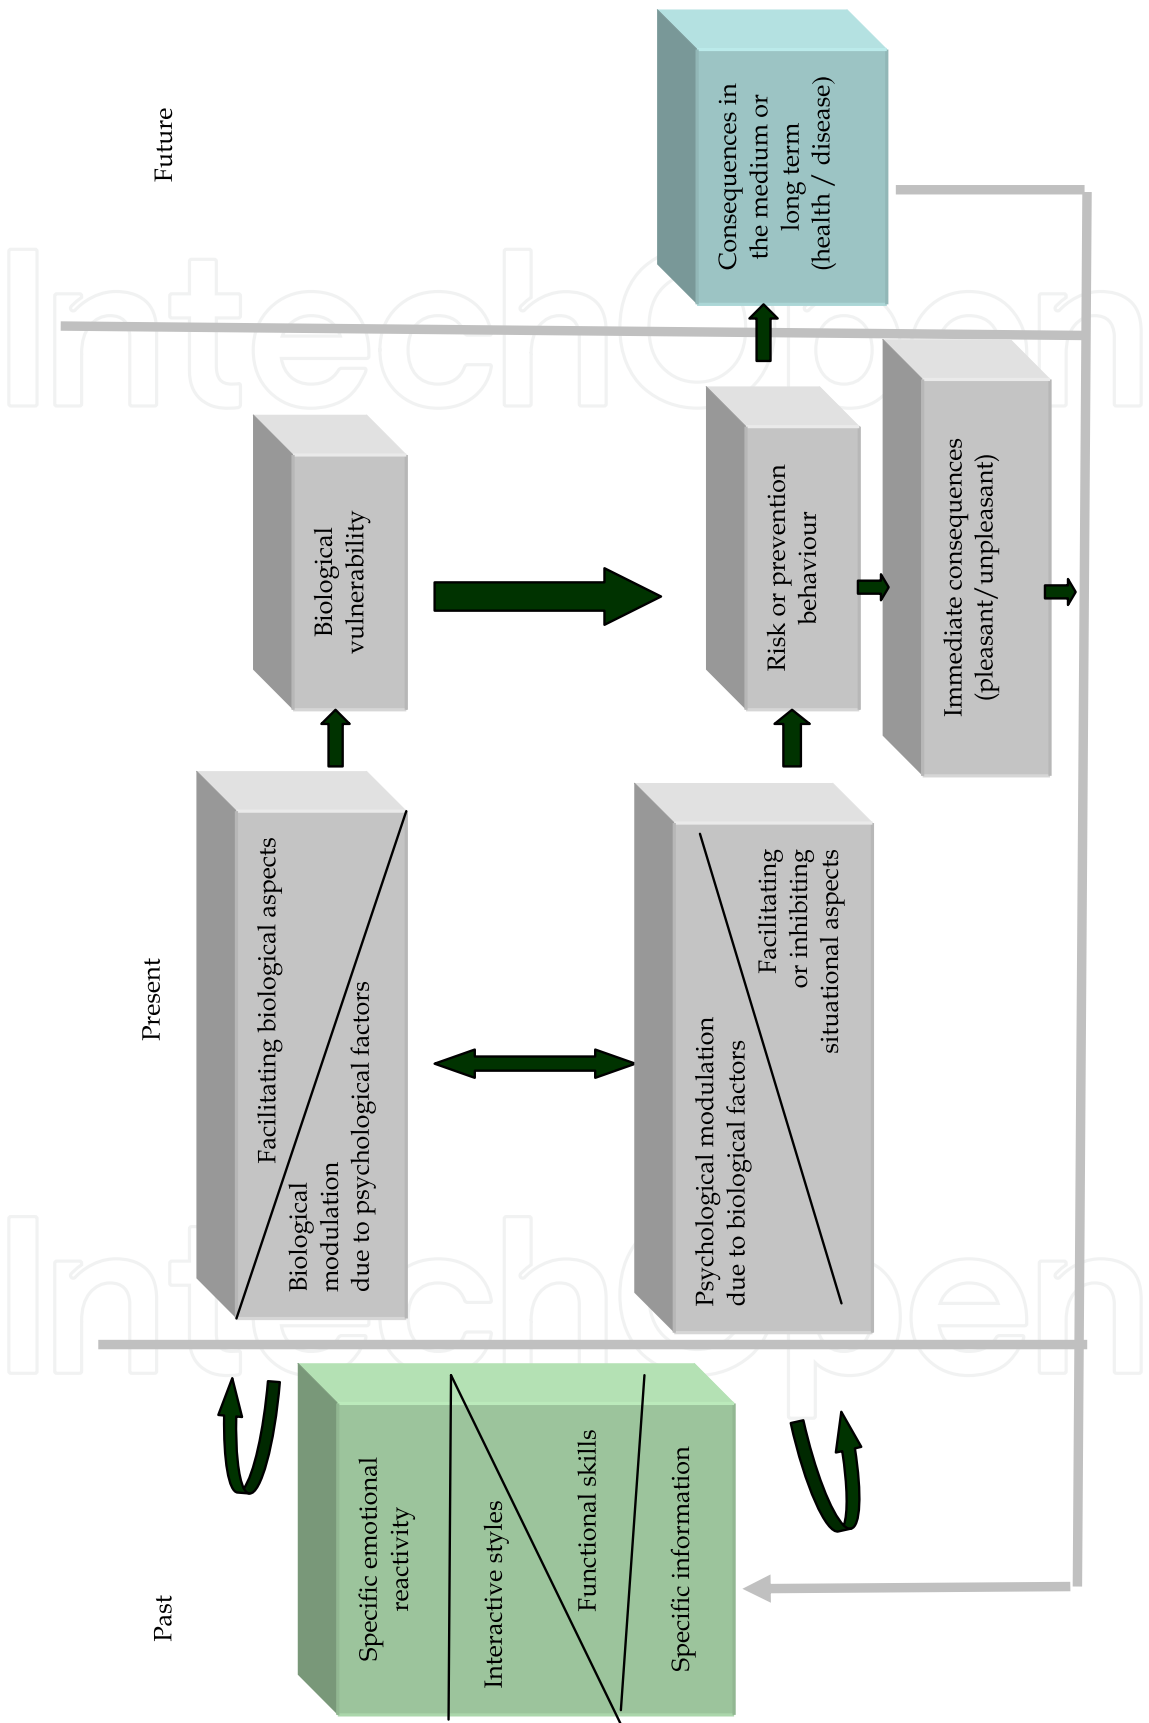 Past
Present
Future
Specific emotional
reactivity
Interactive styles
Functional skills
Specific information
Facilitating biological aspects
Biological
modulation
due to psychological factors
Biological
vulnerability
Psychological modulation
due to biological factors
Facilitating
or inhibiting
situational aspects
Risk or prevention
behaviour
Immediate consequences
(pleasant/unpleasant)
Consequences in
the medium or
long term
(health / disease)
IntechOpen
IntechOpen